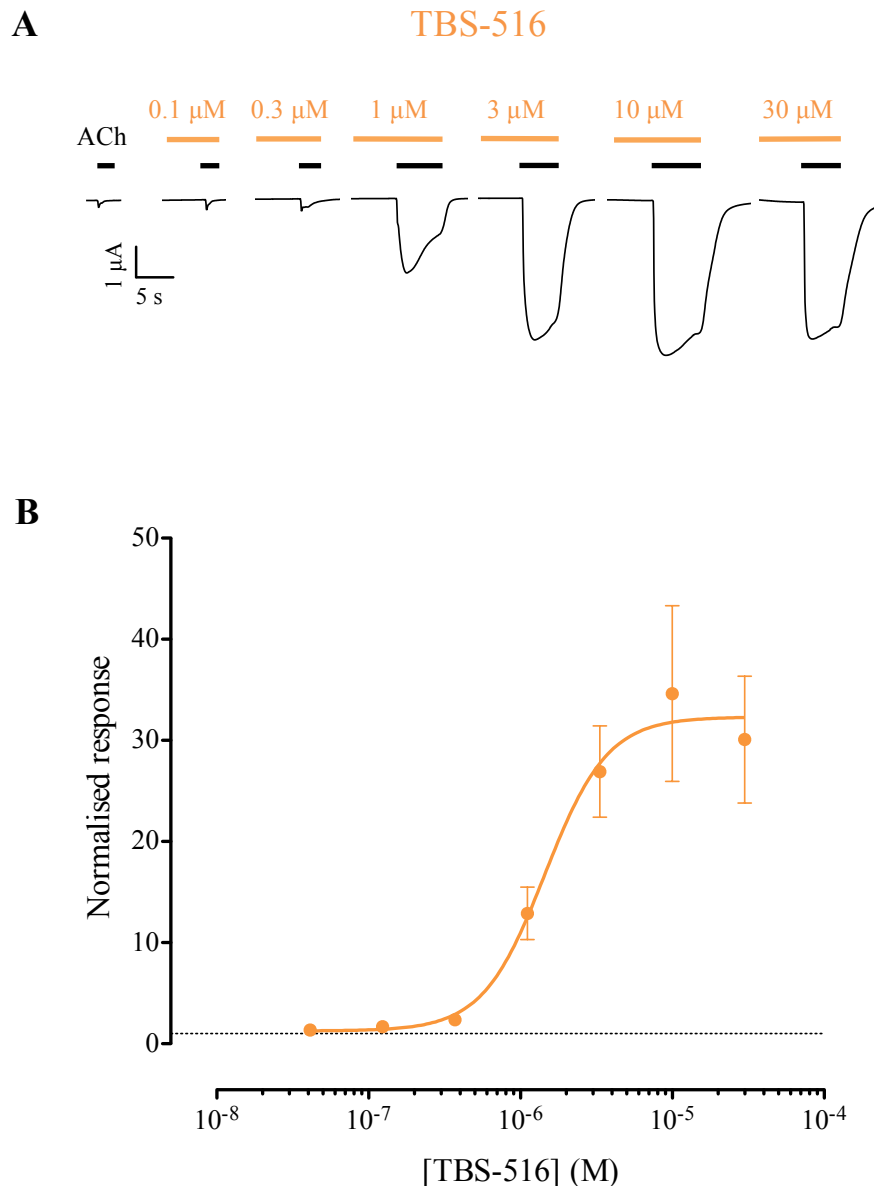 A
TBS-516
0.1 μM 0.3 μM 1 μM 3 μM 10 μM 30 μM
ACh
1 μA
5 s
B
50
40
30
20
10
0
Normalised response
10-8 10-7 10-6 10-5 10-4
[TBS-516] (M)